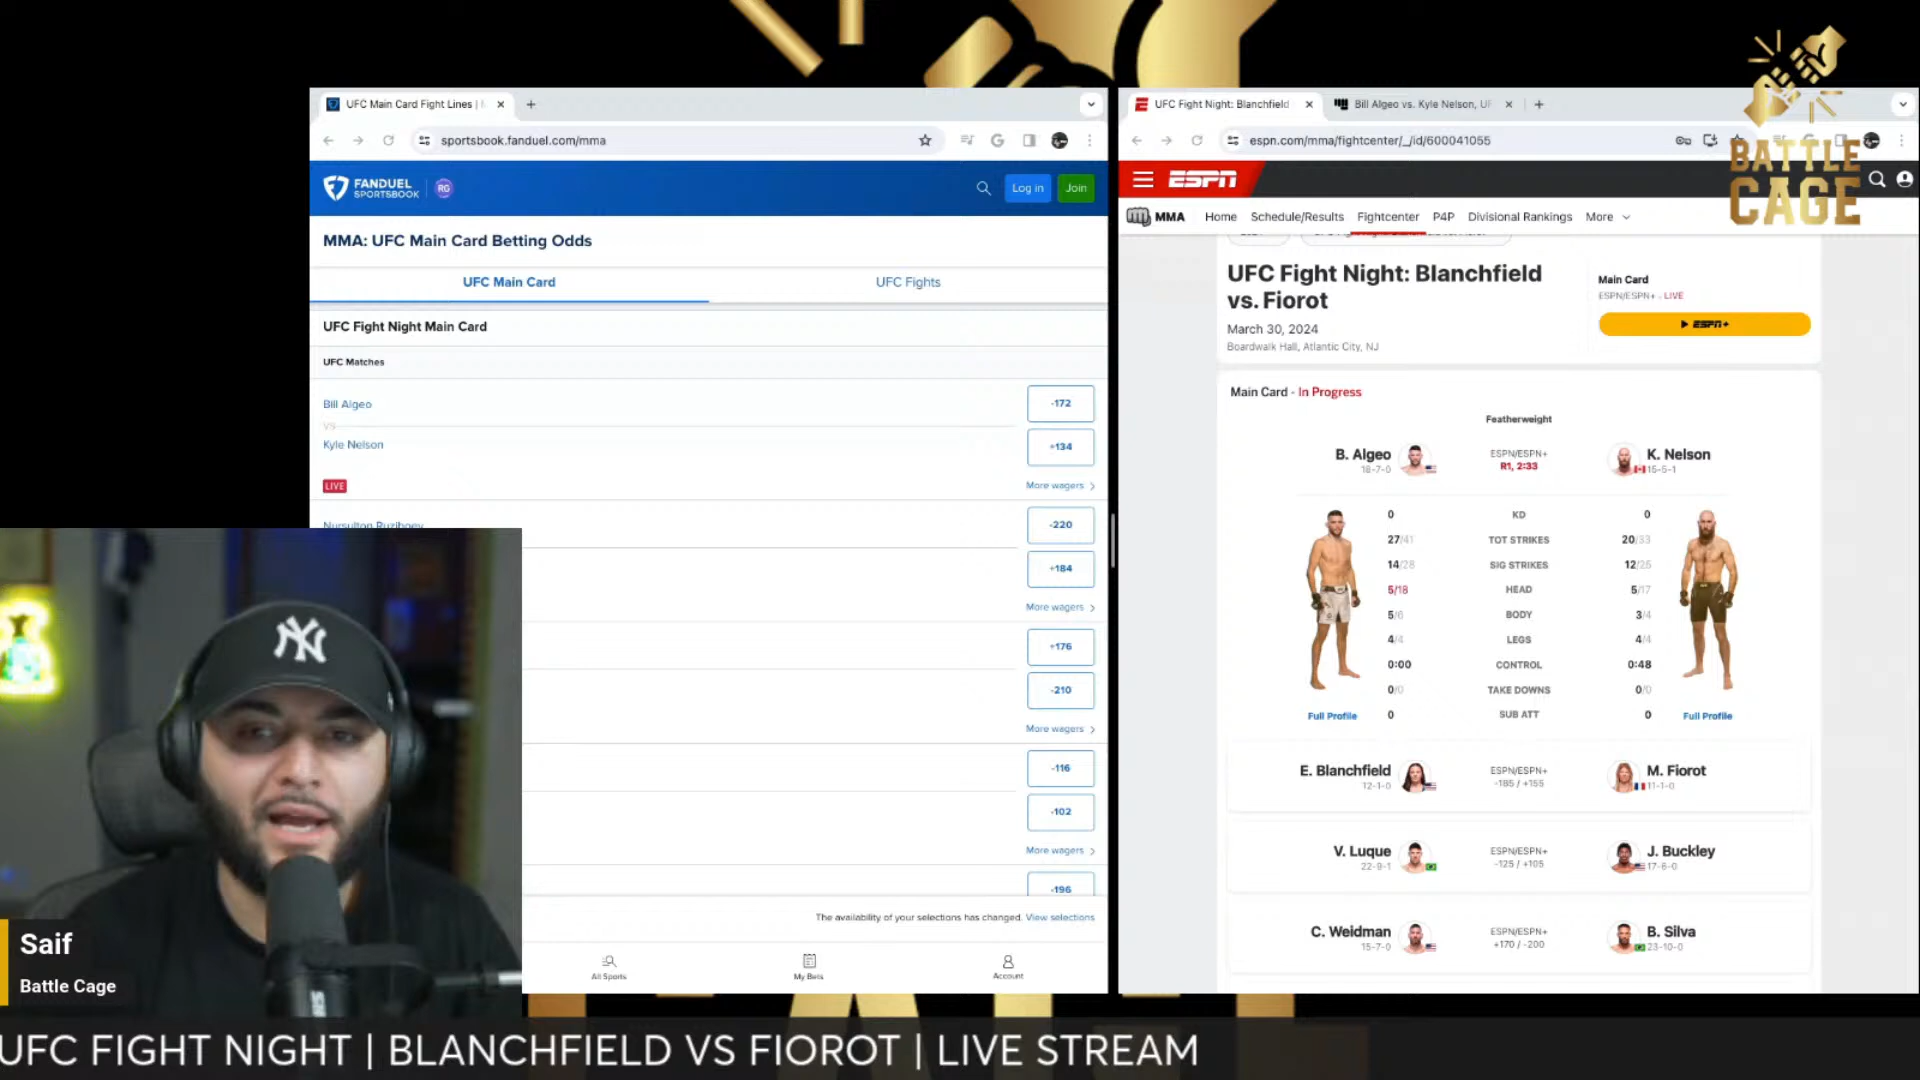 UFC Main Card Fight Lines |
sportsbook.fanduel.com/mma
FANDUEL
SPORTSBOOK
RG
Log in
Join
MMA: UFC Main Card Betting Odds
UFC Main Card
UFC Fights
UFC Fight Night Main Card
UFC Matches
Bill Algeo
-172
VS
Kyle Nelson
+134
LIVE
More wagers
Nursulton Ruziboev
-220
+184
More wagers
+176
-210
More wagers
-116
-102
More wagers
-196
The availability of your selections has changed. View selections
All Sports
My Bets
Account
UFC Fight Night: Blanchfield
Bill Algeo vs. Kyle Nelson, UF
espn.com/mma/fightcenter/_/id/600041055
BATTLE
CAGE
ESPN
MMA
Home
Schedule/Results
Fightcenter
P4P
Divisional Rankings
More
UFC Fight Night: Blanchfield
vs. Fiorot
March 30, 2024
Boardwalk Hall, Atlantic City, NJ
Main Card
ESPN/ESPN+ - LIVE
ESPN+
Main Card - In Progress
Featherweight
B. Algeo
18-7-0
ESPN/ESPN+
R1, 2:33
K. Nelson
15-5-1
0 KD 0
27/41 TOT STRIKES 20/33
14/28 SIG STRIKES 12/25
5/18 HEAD 5/17
5/6 BODY 3/4
4/4 LEGS 4/4
0:00 CONTROL 0:48
0/0 TAKE DOWNS 0/0
Full Profile 0 SUB ATT 0 Full Profile
E. Blanchfield
12-1-0
ESPN/ESPN+
-185 / +155
M. Fiorot
11-1-0
V. Luque
22-9-1
ESPN/ESPN+
-125 / +105
J. Buckley
17-6-0
C. Weidman
15-7-0
ESPN/ESPN+
+170 / -200
B. Silva
23-10-0
NY
Saif
Battle Cage
UFC FIGHT NIGHT | BLANCHFIELD VS FIOROT | LIVE STREAM